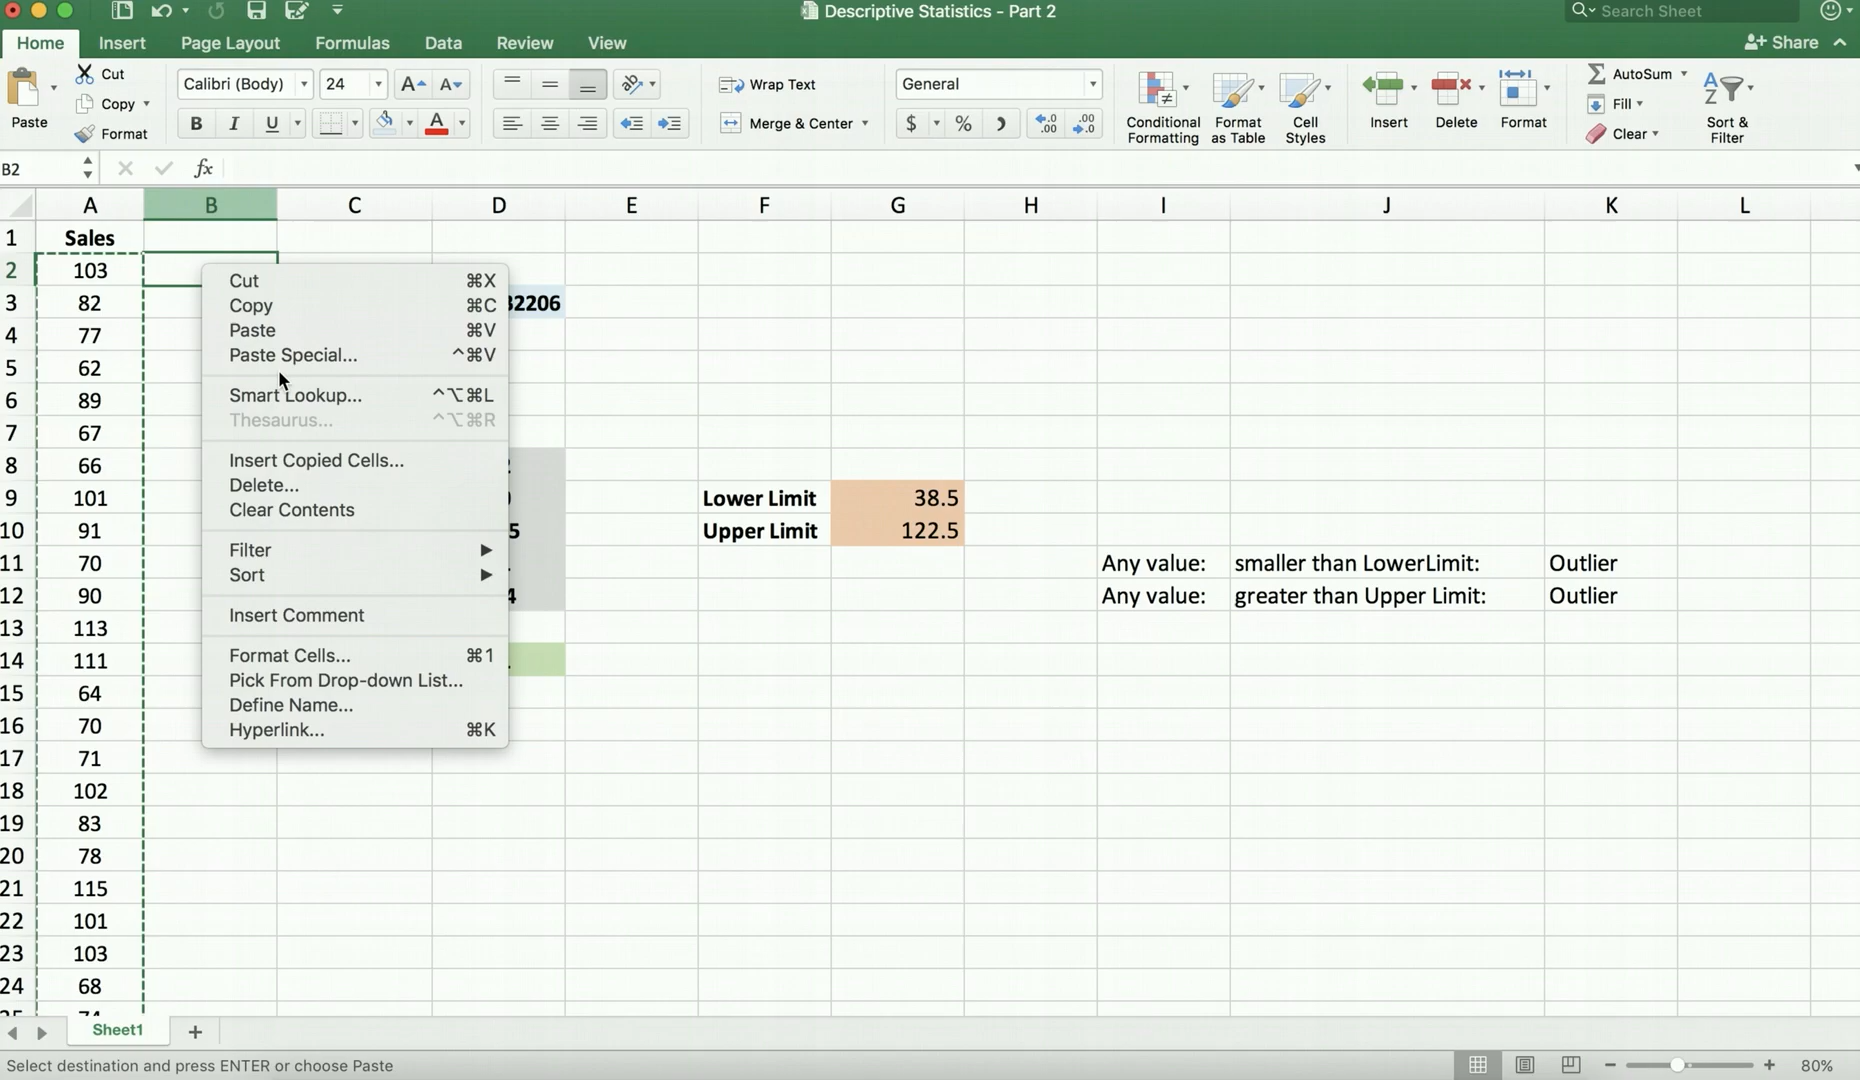 Descriptive Statistics - Part 2
Search Sheet
Home Insert Page Layout Formulas Data Review View
Share
Paste
Cut
Copy
Format
Calibri (Body) 24
B I U
Wrap Text
Merge & Center
General
$ % )
Conditional Formatting
Format as Table
Cell Styles
Insert
Delete
Format
AutoSum
Fill
Clear
Sort & Filter
B2
fx
A B C D E F G H I J K L
1 Sales
2 103
3 82 32206
4 77
5 62
6 89
7 67
8 66
9 101 Lower Limit 38.5
10 91 5 Upper Limit 122.5
11 70 Any value: smaller than LowerLimit: Outlier
12 90 4 Any value: greater than Upper Limit: Outlier
13 113
14 111
15 64
16 70
17 71
18 102
19 83
20 78
21 115
22 101
23 103
24 68
25 74
Cut ⌘X
Copy ⌘C
Paste ⌘V
Paste Special... ^⌘V
Smart Lookup... ^⌥⌘L
Thesaurus... ^⌥⌘R
Insert Copied Cells...
Delete...
Clear Contents
Filter
Sort
Insert Comment
Format Cells... ⌘1
Pick From Drop-down List...
Define Name...
Hyperlink... ⌘K
Sheet1
Select destination and press ENTER or choose Paste
80%